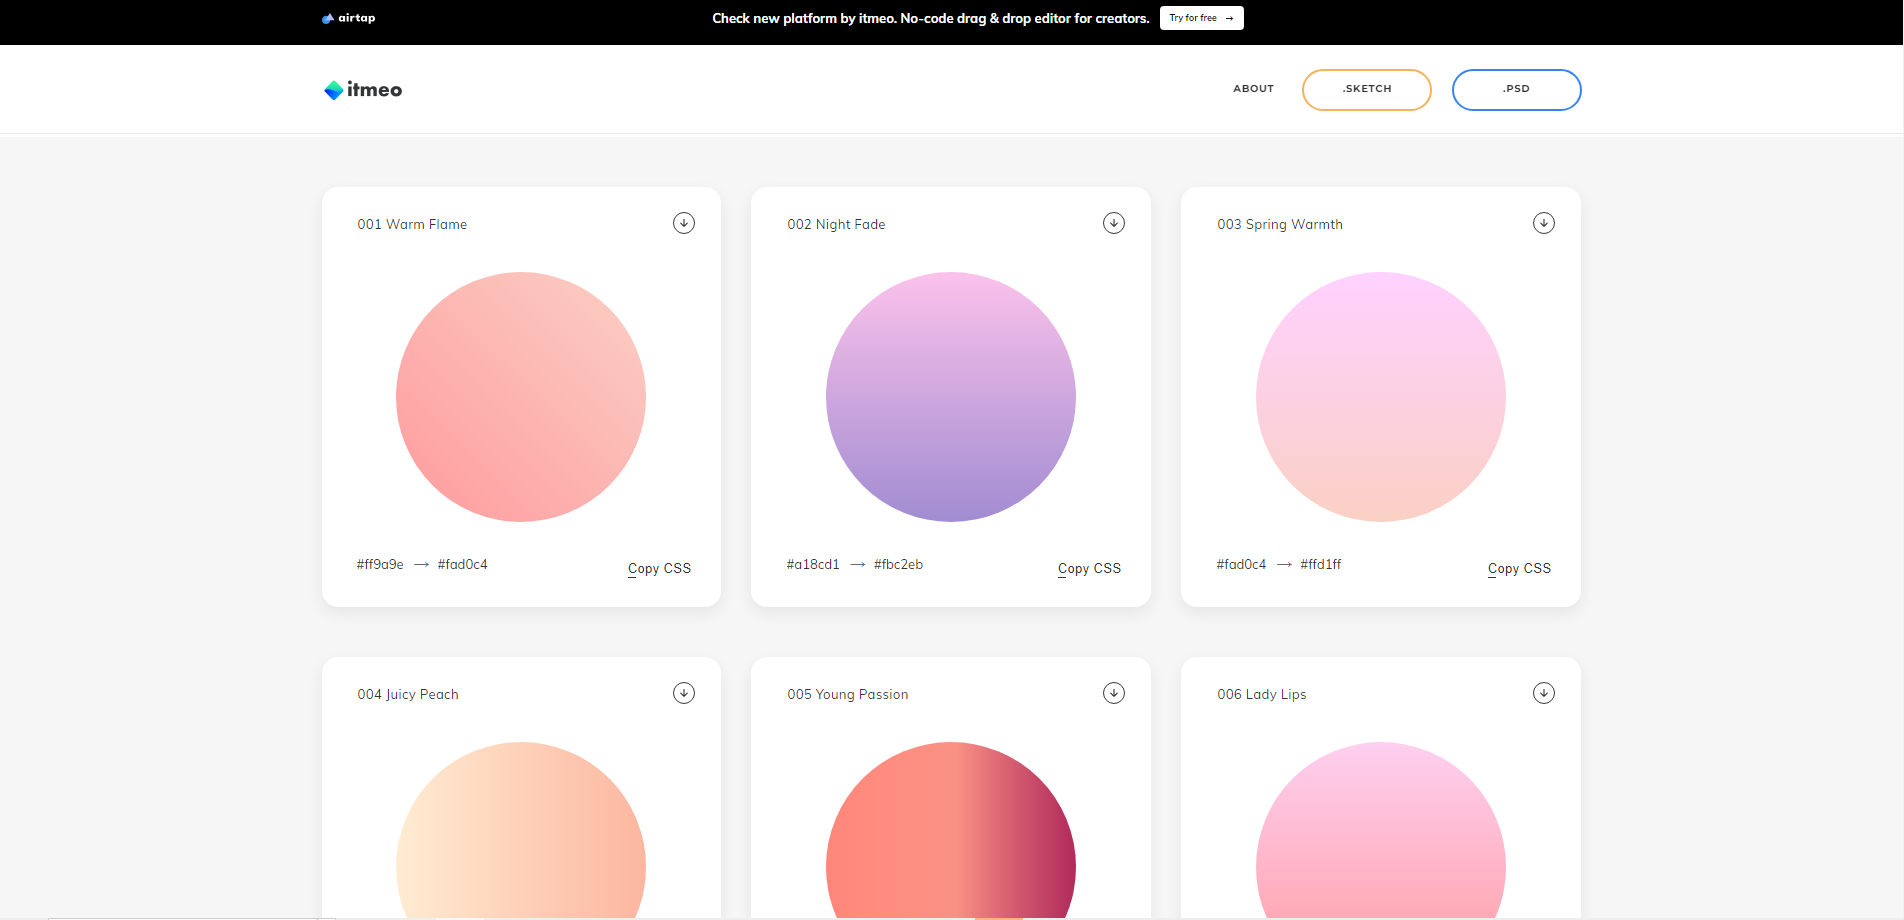 airtap
Check new platform by itmeo. No-code drag & drop editor for creators.
Try for free →
itmeo
ABOUT
.SKETCH
.PSD
001 Warm Flame
002 Night Fade
003 Spring Warmth
#ff9a9e → #fad0c4
Copy CSS
#a18cd1 → #fbc2eb
Copy CSS
#fad0c4 → #ffd1ff
Copy CSS
004 Juicy Peach
005 Young Passion
006 Lady Lips